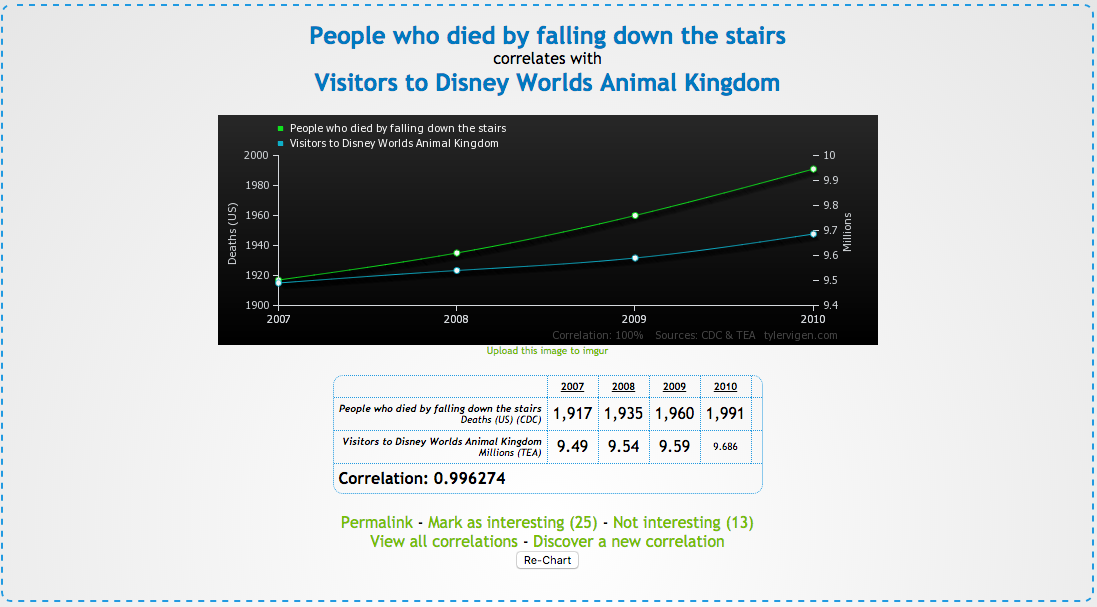 People who died by falling down the stairs
correlates with
Visitors to Disney Worlds Animal Kingdom
People who died by falling down the stairs
Visitors to Disney Worlds Animal Kingdom
2000
1980
1960
1940
1920
1900
Deaths (US)
10
9.9
9.8
9.7
9.6
9.5
9.4
Millions
2007 2008 2009 2010
Correlation: 100% Sources: CDC & TEA tylervigen.com
Upload this image to imgur
2007 2008 2009 2010
People who died by falling down the stairs
Deaths (US) (CDC)
1,917 1,935 1,960 1,991
Visitors to Disney Worlds Animal Kingdom
Millions (TEA)
9.49 9.54 9.59 9.686
Correlation: 0.996274
Permalink - Mark as interesting (25) - Not interesting (13)
View all correlations - Discover a new correlation
Re-Chart